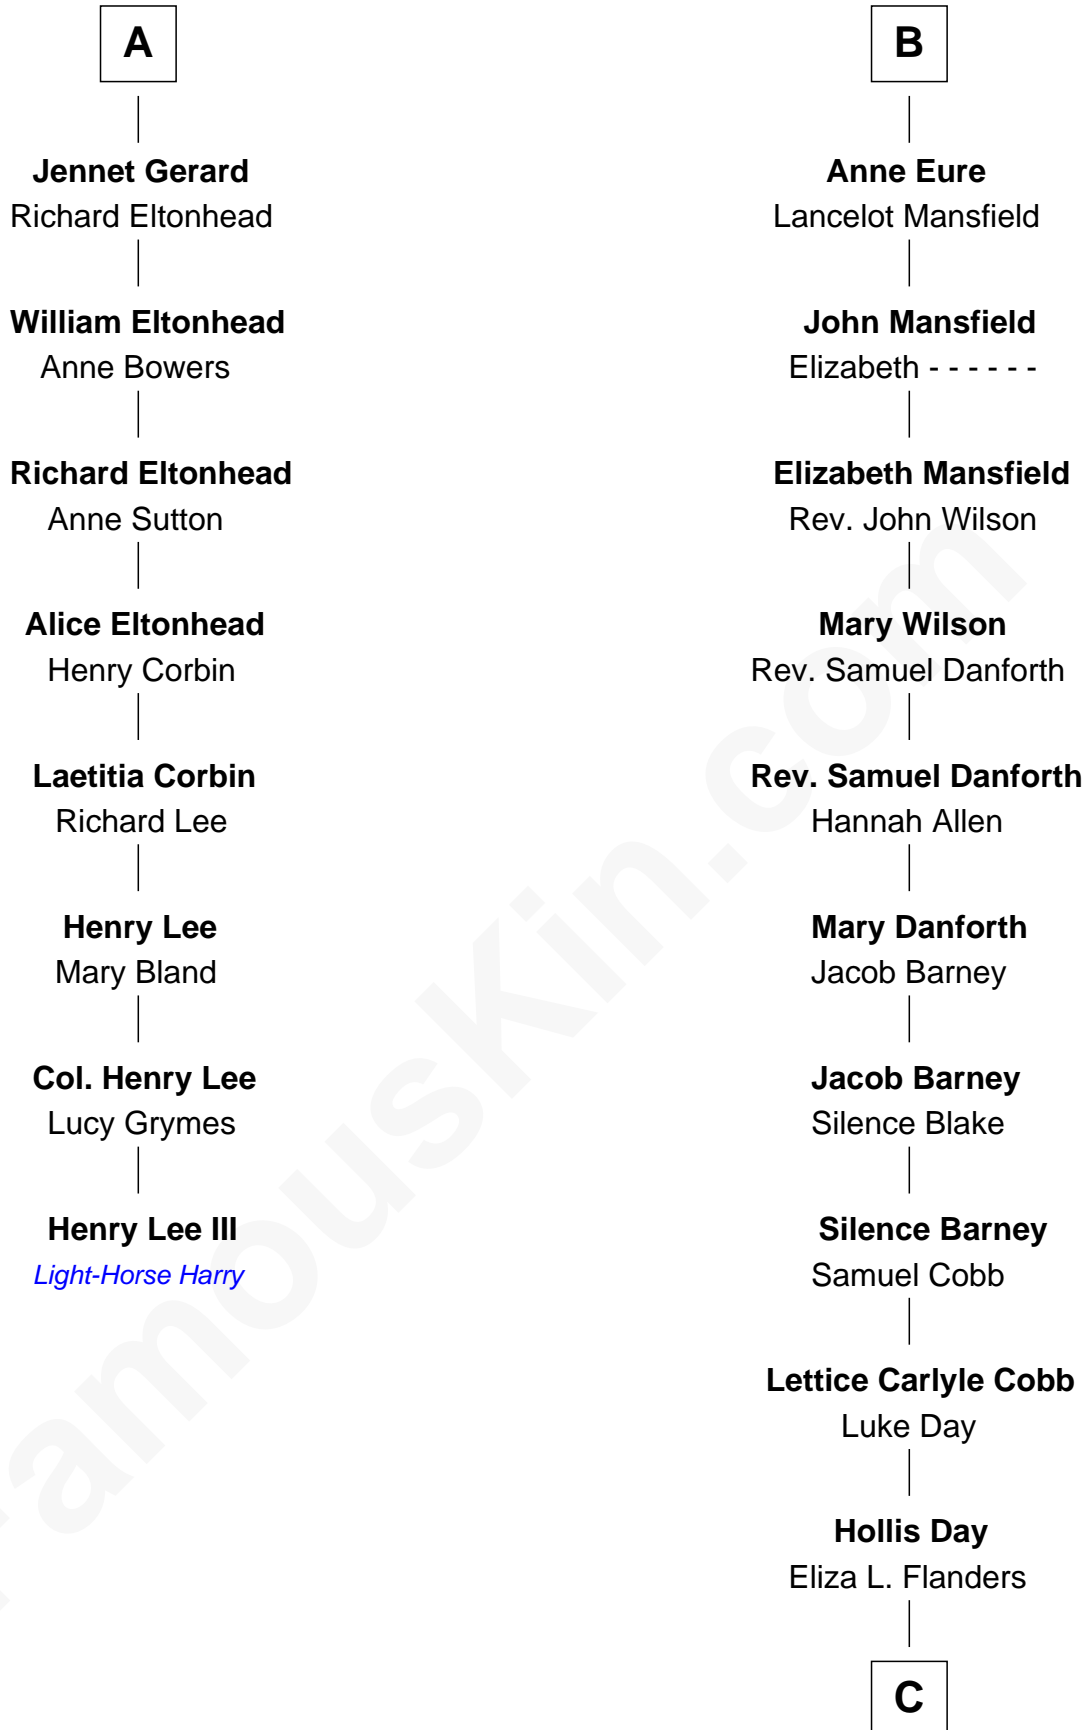 A
Jennet Gerard
Richard Eltonhead
William Eltonhead
Anne Bowers
Richard Eltonhead
Anne Sutton
Alice Eltonhead
Henry Corbin
Laetitia Corbin
Richard Lee
Henry Lee
Mary Bland
Col. Henry Lee
Lucy Grymes
Henry Lee III
Light-Horse Harry
B
Anne Eure
Lancelot Mansfield
John Mansfield
Elizabeth - - - - - -
Elizabeth Mansfield
Rev. John Wilson
Mary Wilson
Rev. Samuel Danforth
Rev. Samuel Danforth
Hannah Allen
Mary Danforth
Jacob Barney
Jacob Barney
Silence Blake
Silence Barney
Samuel Cobb
Lettice Carlyle Cobb
Luke Day
Hollis Day
Eliza L. Flanders
C
FamousKin.com